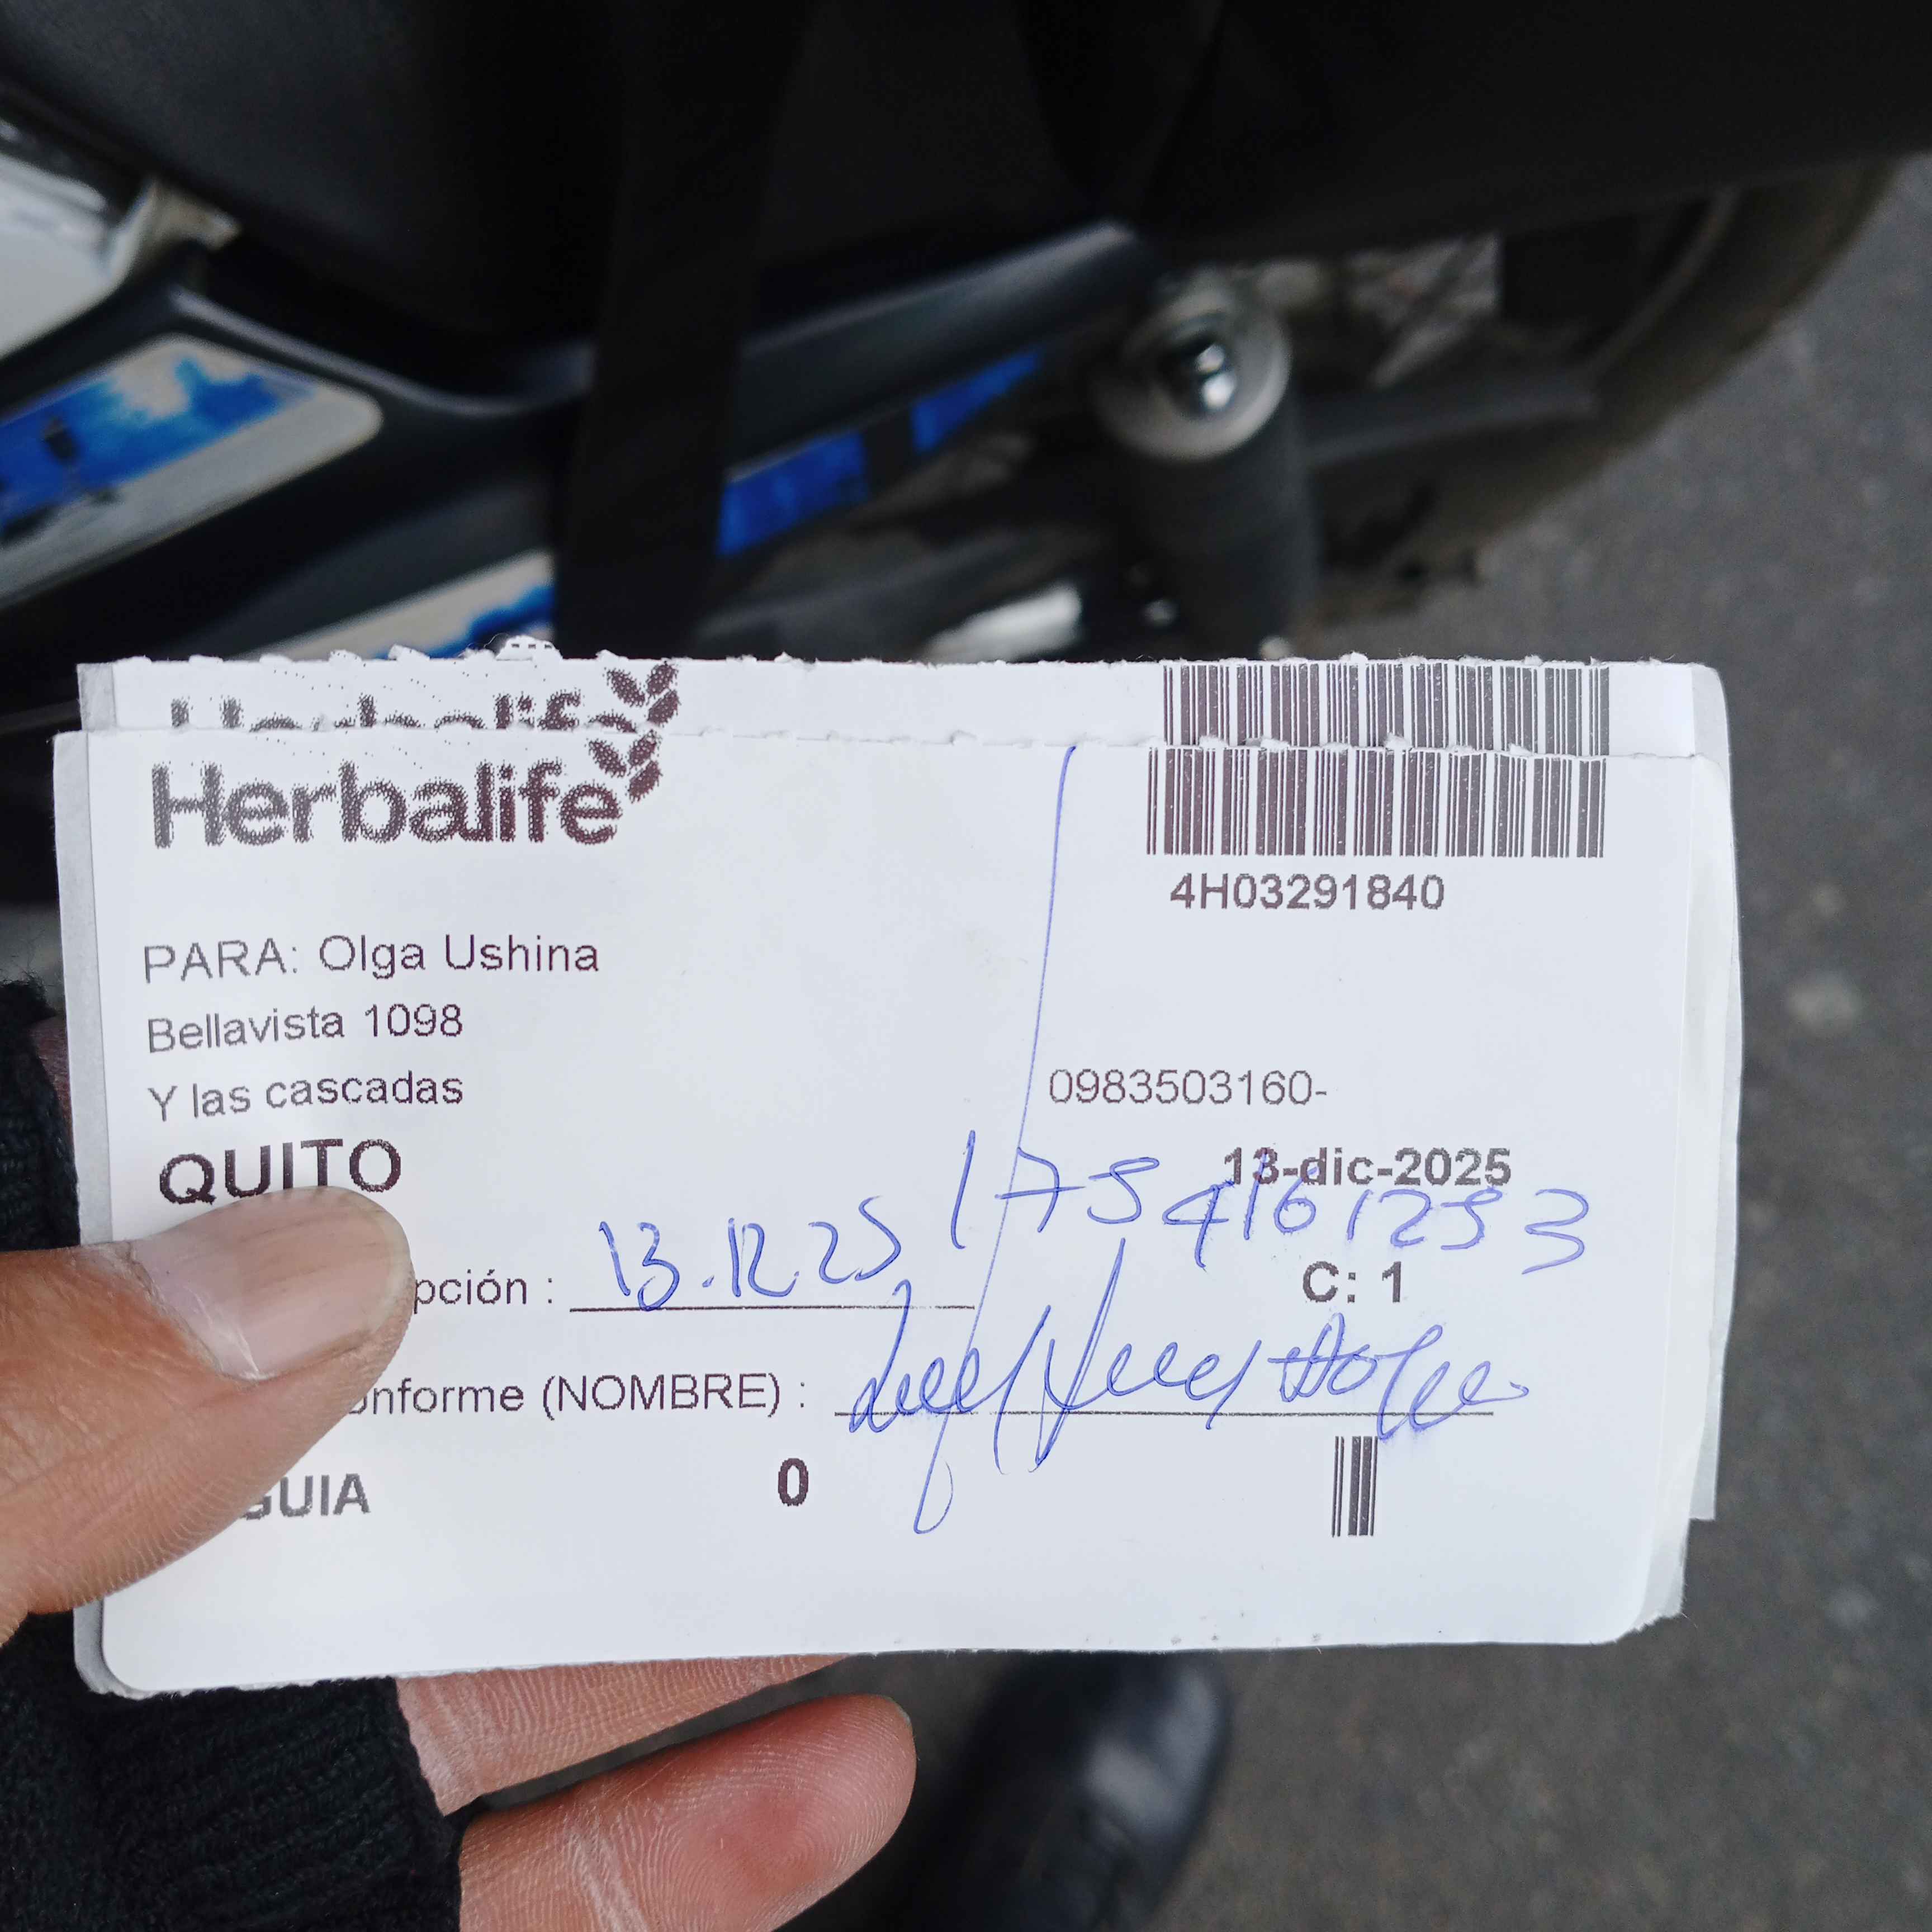 Herbalife
Herbalife
4H03291840
PARA: Olga Ushina
Bellavista 1098
Y las cascadas
0983503160-
QUITO
13-dic-2025
pción : 13.12.25
C: 1
onforme (NOMBRE) :
GUIA 0